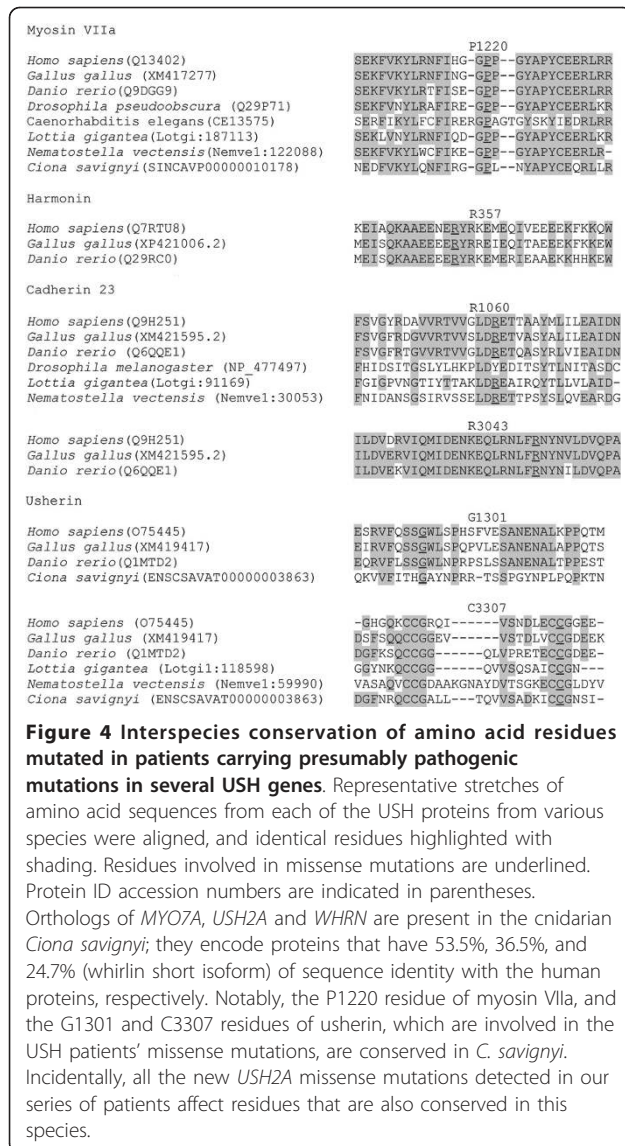 Myosin VIIa
P1220
Homo sapiens(Q13402) SEKFVKYLRNFIHG-GPP--GYAPYCEERLRR
Gallus gallus (XM417277) SEKFVKYLRNFING-GPP--GYAPYCEERLRR
Danio rerio(Q9DGG9) SEKFVKYLRTFISE-GPP--GYAPYCEERLRR
Drosophila pseudoobscura (Q29P71) SEKFVNYLRAFIRE-GPP--GYAPYCEERLKR
Caenorhabditis elegans(CE13575) SERFIKYLFCFIRERGPAGTGYSKYIEDRLRR
Lottia gigantea(Lotgi:187113) SEKLVNYLRNFIQD-GPP--GYAPYCEERLKR
Nematostella vectensis(Nemve1:122088) SEKFVKYLWCFIKE-GPP--GYAPYCEERLR-
Ciona savignyi(SINCAVP00000010178) NEDFVKYLQNFIRG-GPL--NYAPYCEQRLLR
Harmonin
R357
Homo sapiens(Q7RTU8) KEIAQKAAEENERYRKEMEQIVEEEEKFKKQW
Gallus gallus(XP421006.2) MEISQKAAEEEERYRREIEQITAEEEKFKKEW
Danio rerio(Q29RC0) MEISQKAAEEEERYRKEMERIEAAEKKHHKEW
Cadherin 23
R1060
Homo sapiens(Q9H251) FSVGYRDAVVRTVVGLDRETTAAYMLILEAIDN
Gallus gallus(XM421595.2) FSVGFRDGVVRTVVSLDRETVASYALILEAIDN
Danio rerio (Q6QQE1) FSVGFRTGVVRTVVGLDRETQASYRLVIEAIDN
Drosophila melanogaster(NP_477497) FHIDSITGSLYLHKPLDYEDITSYTLNITASDC
Lottia gigantea(Lotgi:91169) FGIGPVNGTIYTTAKLDREAIRQYTLLVLAID-
Nematostella vectensis (Nemve1:30053) FNIDANSGSIRVSSELDRETTPSYSLQVEARDG
R3043
Homo sapiens(Q9H251) ILDVDRVIQMIDENKEQLRNLFRNYNVLDVQPA
Gallus gallus(XM421595.2) ILDVERVIQMIDENKEQLRNLFRNYNVLDVQPA
Danio rerio(Q6QQE1) ILDVEKVIQMIDENKEQLRNLFRNYNILDVQPA
Usherin
G1301
Homo sapiens(O75445) ESRVFQSSGWLSPHSFVESANENALKPPQTM
Gallus gallus(XM419417) EIRVFQSSGWLSPQPVLESANENALAPPQTS
Danio rerio(Q1MTD2) EQRVFLSSGWLNPRPSLSSANENALTPPEST
Ciona savignyi(ENSCSAVAT00000003863) QKVVFITHGAYNPRR-TSSPGYNPLPQPKTN
C3307
Homo sapiens (O75445) -GHGQKCCGRQI------VSNDLECCGGEE-
Gallus gallus (XM419417) DSFSQQCCGGEV------VSTDLVCCGDEEK
Danio rerio(Q1MTD2) DGFKSQCCGG------QLVPRETECCGDMDK
Lottia gigantea (Lotgi1:118598) GGYNKQCCGG------QVVSQSAICCGN---
Nematostella vectensis(Nemve1:59990) VASAQVCCGDAAKGNAYDVTSGKECCGLDYV
Ciona savignyi (ENSCSAVAT00000003863) DGFNRQCCGALL---TQVVSADKICCGNSI-
Figure 4 Interspecies conservation of amino acid residues
mutated in patients carrying presumably pathogenic
mutations in several USH genes. Representative stretches of
amino acid sequences from each of the USH proteins from various
species were aligned, and identical residues highlighted with
shading. Residues involved in missense mutations are underlined.
Protein ID accession numbers are indicated in parentheses.
Orthologs of MYO7A, USH2A and WHRN are present in the cnidarian
Ciona savignyi; they encode proteins that have 53.5%, 36.5%, and
24.7% (whirlin short isoform) of sequence identity with the human
proteins, respectively. Notably, the P1220 residue of myosin VIIa, and
the G1301 and C3307 residues of usherin, which are involved in the
USH patients' missense mutations, are conserved in C. savignyi.
Incidentally, all the new USH2A missense mutations detected in our
series of patients affect residues that are also conserved in this
species.